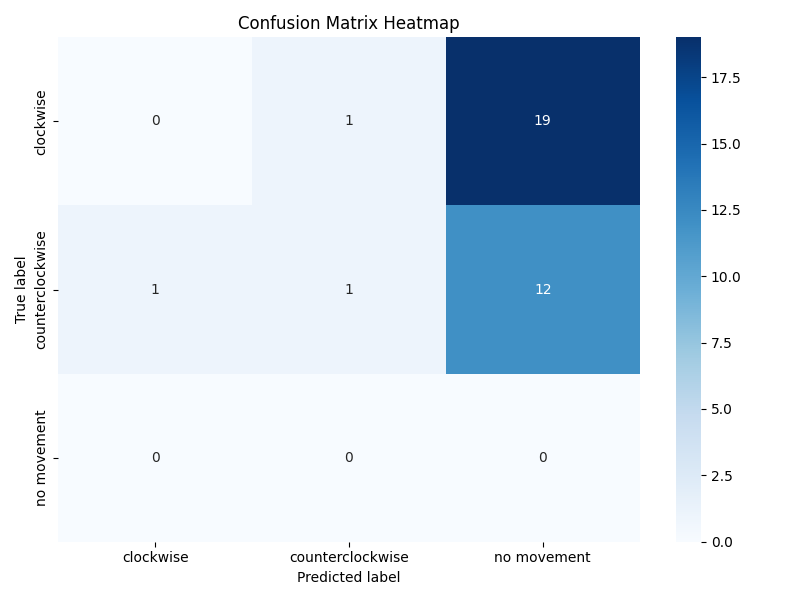 Confusion Matrix Heatmap
True label
clockwise
0 1 19
counterclockwise
1 1 12
no movement
0 0 0
clockwise counterclockwise no movement
Predicted label
17.5
15.0
12.5
10.0
7.5
5.0
2.5
0.0